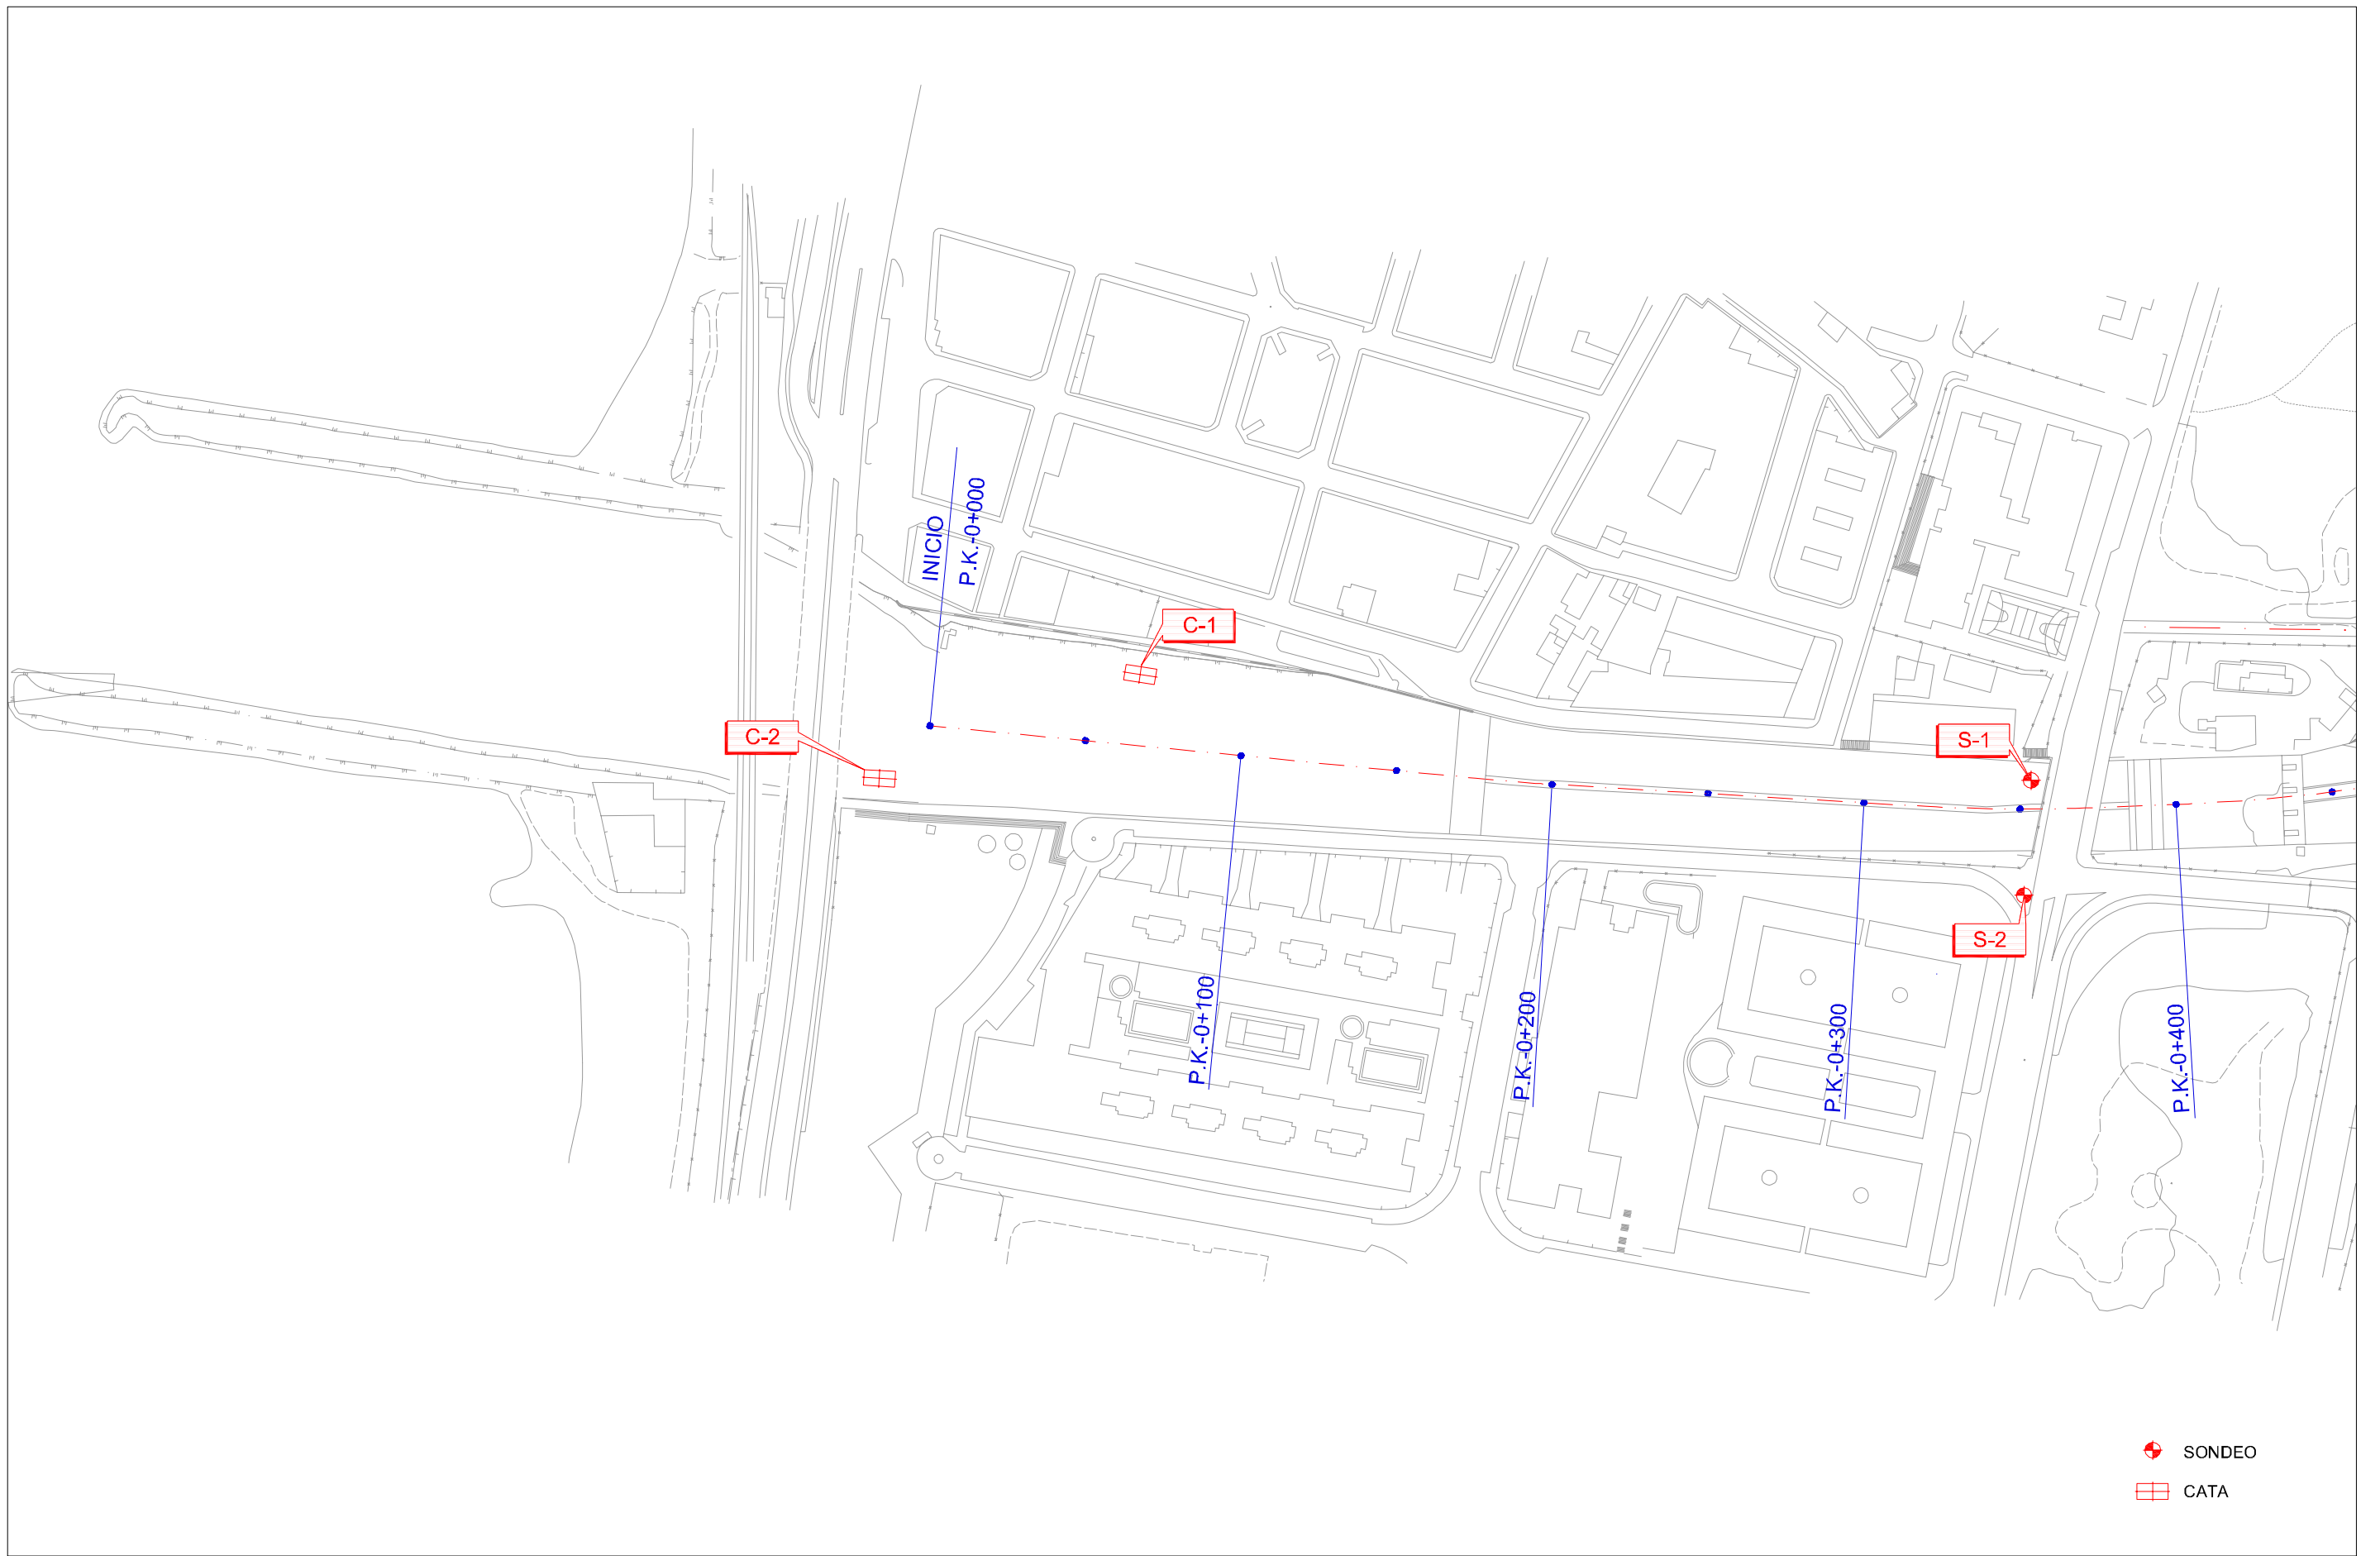 INICIO
P.K.-0+000
C-1
C-2
S-1
S-2
P.K.-0+100
P.K.-0+200
P.K.-0+300
P.K.-0+400
SONDEO
CATA